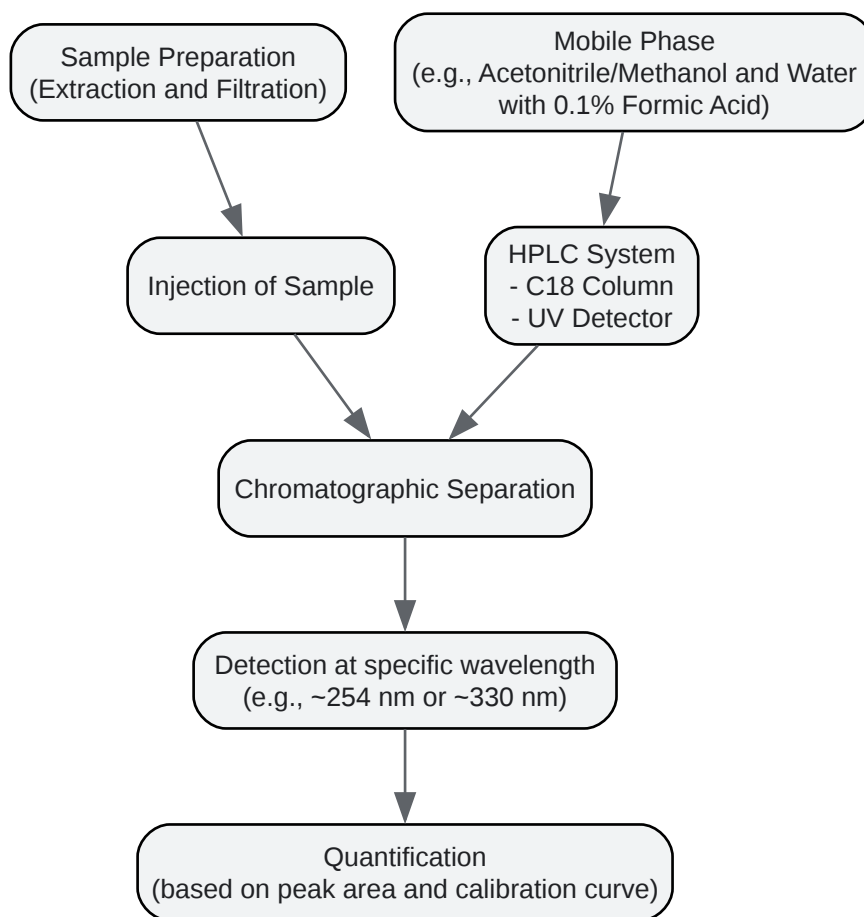 Sample Preparation
(Extraction and Filtration)
Mobile Phase
(e.g., Acetonitrile/Methanol and Water
with 0.1% Formic Acid)
Injection of Sample
HPLC System
- C18 Column
- UV Detector
Chromatographic Separation
Detection at specific wavelength
(e.g., ~254 nm or ~330 nm)
Quantification
(based on peak area and calibration curve)